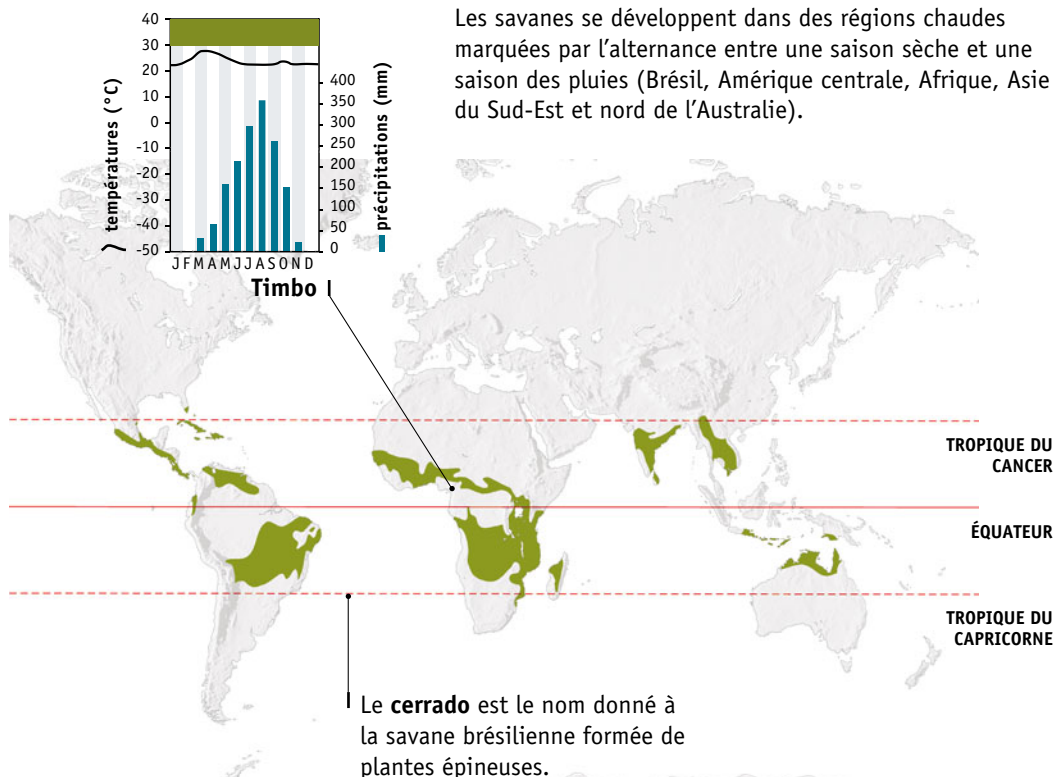 Les savanes se développent dans des régions chaudes
marquées par l’alternance entre une saison sèche et une
saison des pluies (Brésil, Amérique centrale, Afrique, Asie
du Sud-Est et nord de l’Australie).
températures (°C)
40
30
20
10
0
-10
-20
-30
-40
-50
précipitations (mm)
400
350
300
250
200
150
100
50
0
J F M A M J J A S O N D
Timbo
TROPIQUE DU
CANCER
ÉQUATEUR
TROPIQUE DU
CAPRICORNE
Le cerrado est le nom donné à
la savane brésilienne formée de
plantes épineuses.